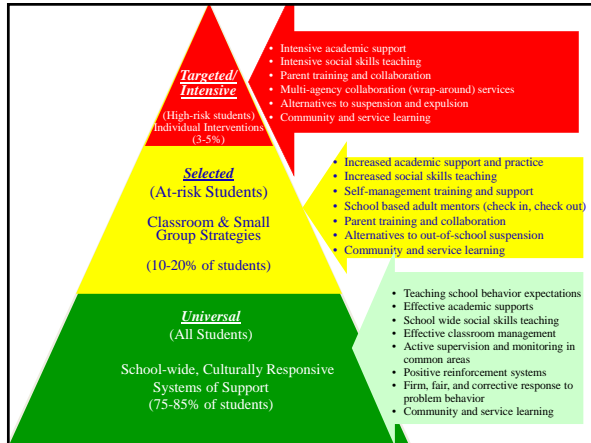 Targeted/
Intensive
(High-risk students)
Individual Interventions
(3-5%)
• Intensive academic support
• Intensive social skills teaching
• Parent training and collaboration
• Multi-agency collaboration (wrap-around) services
• Alternatives to suspension and expulsion
• Community and service learning
Selected
(At-risk Students)
Classroom & Small
Group Strategies
(10-20% of students)
• Increased academic support and practice
• Increased social skills teaching
• Self-management training and support
• School based adult mentors (check in, check out)
• Parent training and collaboration
• Alternatives to out-of-school suspension
• Community and service learning
Universal
(All Students)
School-wide, Culturally Responsive
Systems of Support
(75-85% of students)
• Teaching school behavior expectations
• Effective academic supports
• School wide social skills teaching
• Effective classroom management
• Active supervision and monitoring in
common areas
• Positive reinforcement systems
• Firm, fair, and corrective response to
problem behavior
• Community and service learning